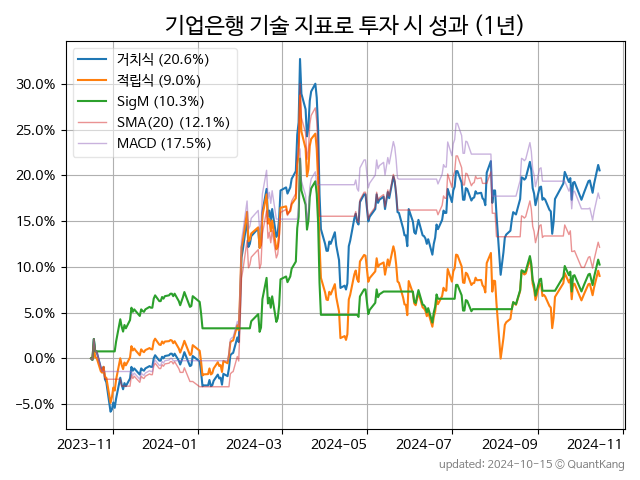 기업은행 기술 지표로 투자 시 성과 (1년)
거치식 (20.6%)
적립식 (9.0%)
SigM (10.3%)
SMA(20) (12.1%)
MACD (17.5%)
30.0%
25.0%
20.0%
15.0%
10.0%
5.0%
0.0%
−5.0%
2023-11 2024-01 2024-03 2024-05 2024-07 2024-09 2024-11
updated: 2024-10-15 © QuantKang